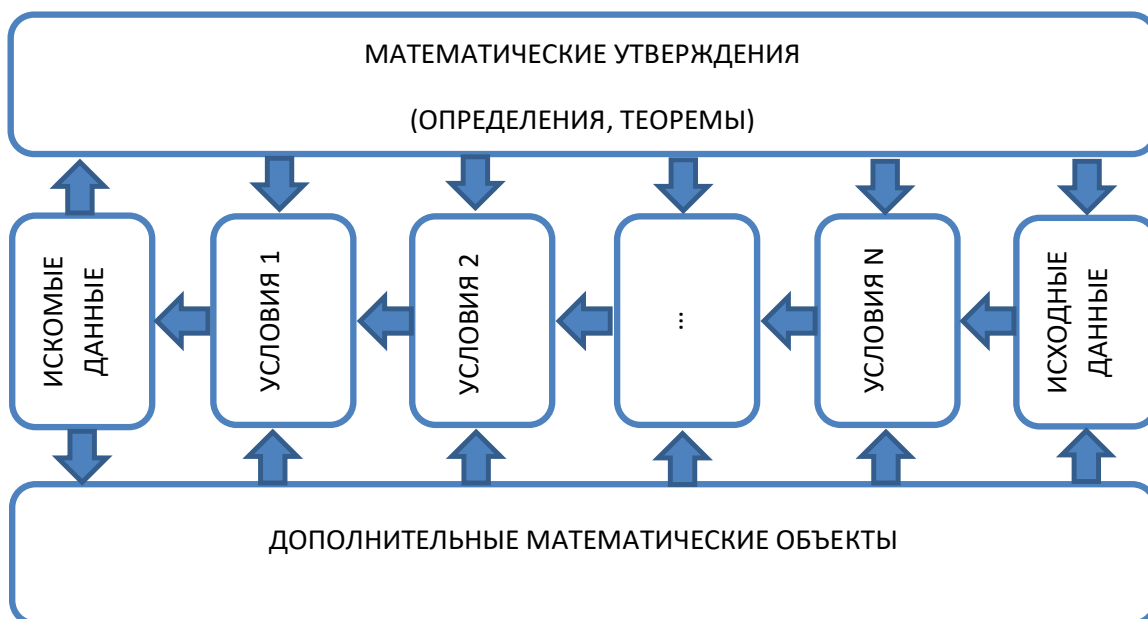 МАТЕМАТИЧЕСКИЕ УТВЕРЖДЕНИЯ
(ОПРЕДЕЛЕНИЯ, ТЕОРЕМЫ)
ИСКОМЫЕ
ДАННЫЕ
УСЛОВИЯ 1
УСЛОВИЯ 2
...
УСЛОВИЯ N
ИСХОДНЫЕ
ДАННЫЕ
ДОПОЛНИТЕЛЬНЫЕ МАТЕМАТИЧЕСКИЕ ОБЪЕКТЫ